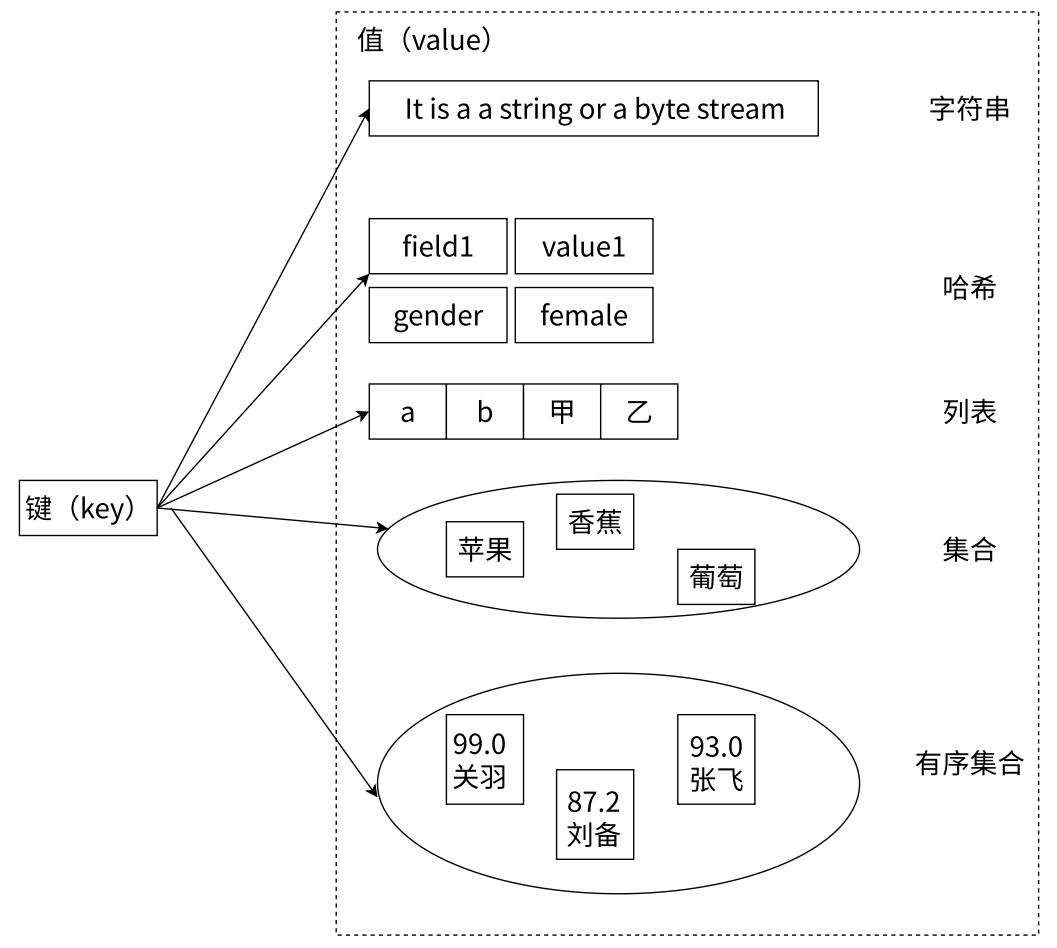 值（value）
It is a a string or a byte stream
字符串
field1
value1
哈希
gender
female
a
b
甲
乙
列表
键（key）
苹果
香蕉
葡萄
集合
99.0
关羽
87.2
刘备
93.0
张飞
有序集合